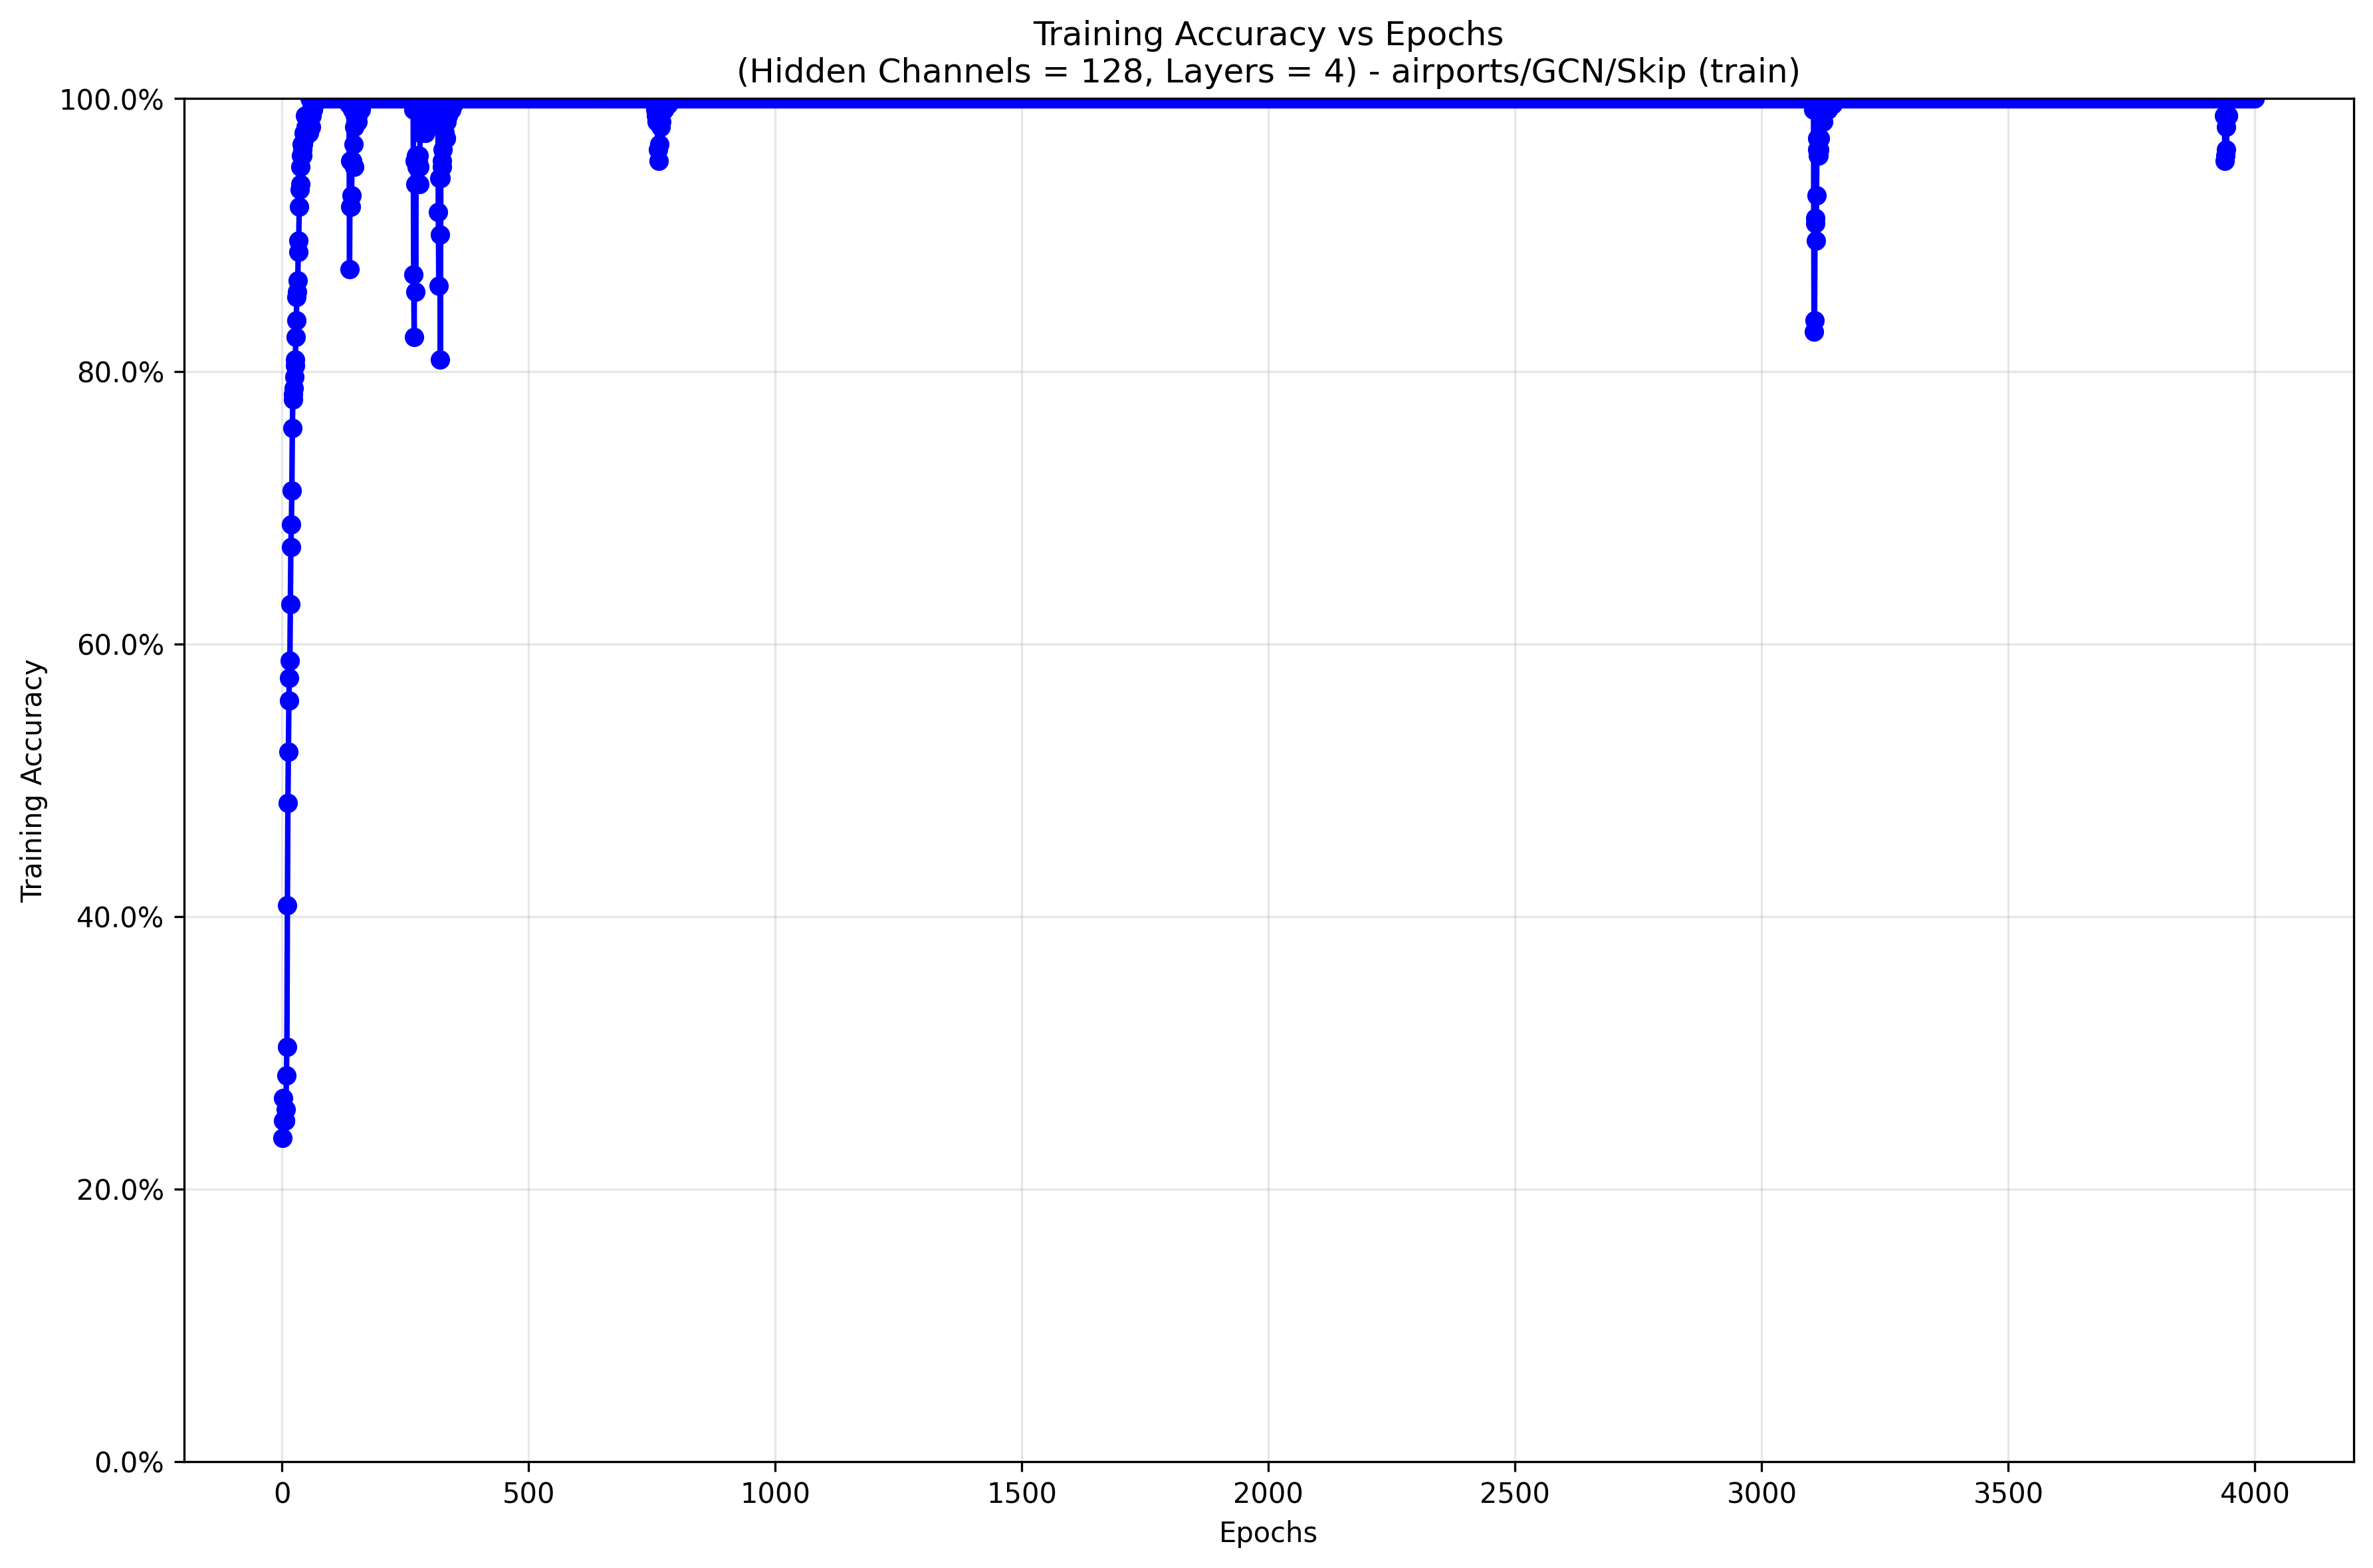 Training Accuracy vs Epochs
(Hidden Channels = 128, Layers = 4) - airports/GCN/Skip (train)
100.0%
80.0%
60.0%
40.0%
20.0%
0.0%
Training Accuracy
0 500 1000 1500 2000 2500 3000 3500 4000
Epochs